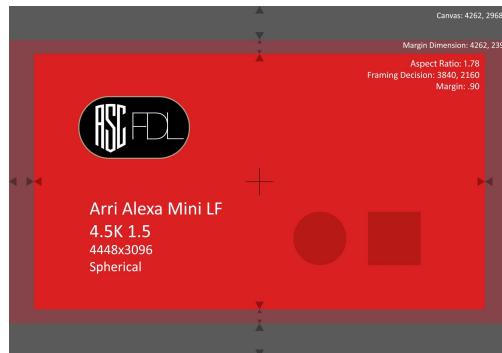 Canvas: 4262, 2968
Margin Dimension: 4262, 239
Aspect Ratio: 1.78
Framing Decision: 3840, 2160
Margin: .90
ASC FDL
Arri Alexa Mini LF
4.5K 1.5
4448x3096
Spherical